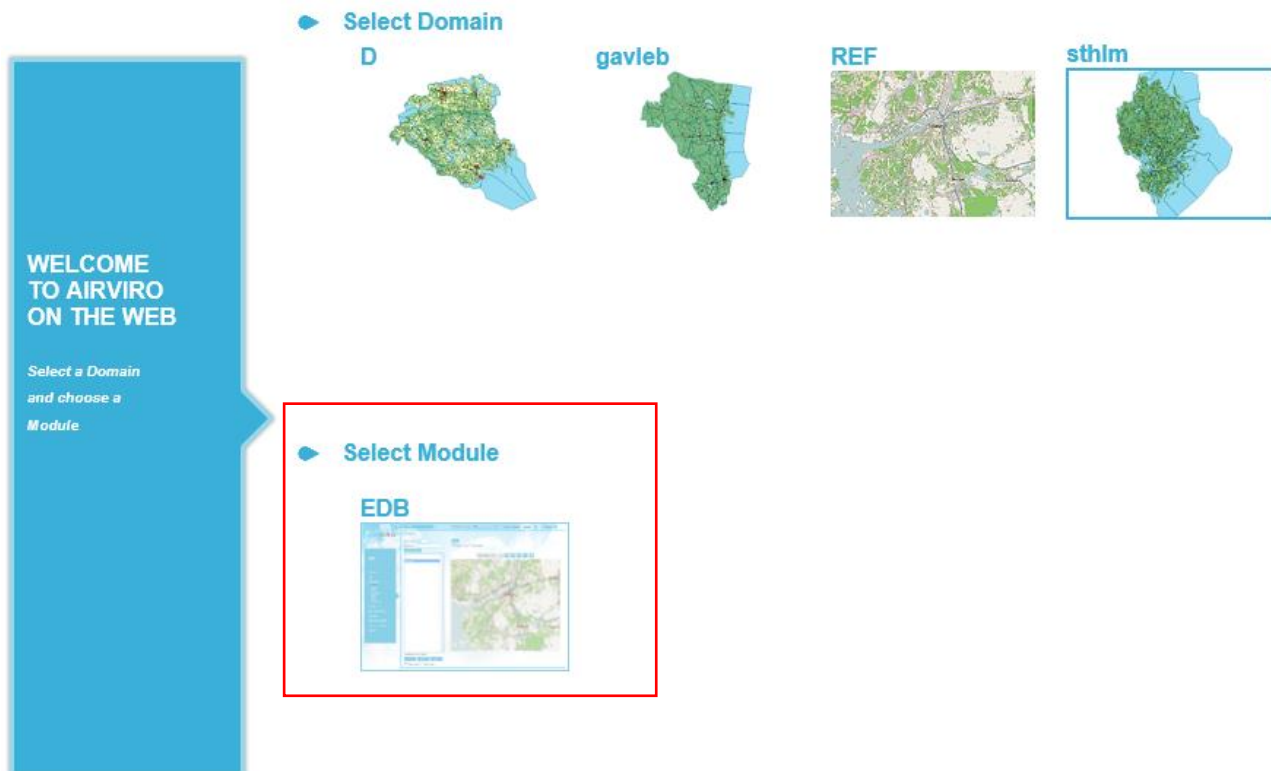 Select Domain
D
gavleb
REF
sthlm
WELCOME
TO AIRVIRO
ON THE WEB
Select a Domain
and choose a
Module
Select Module
EDB